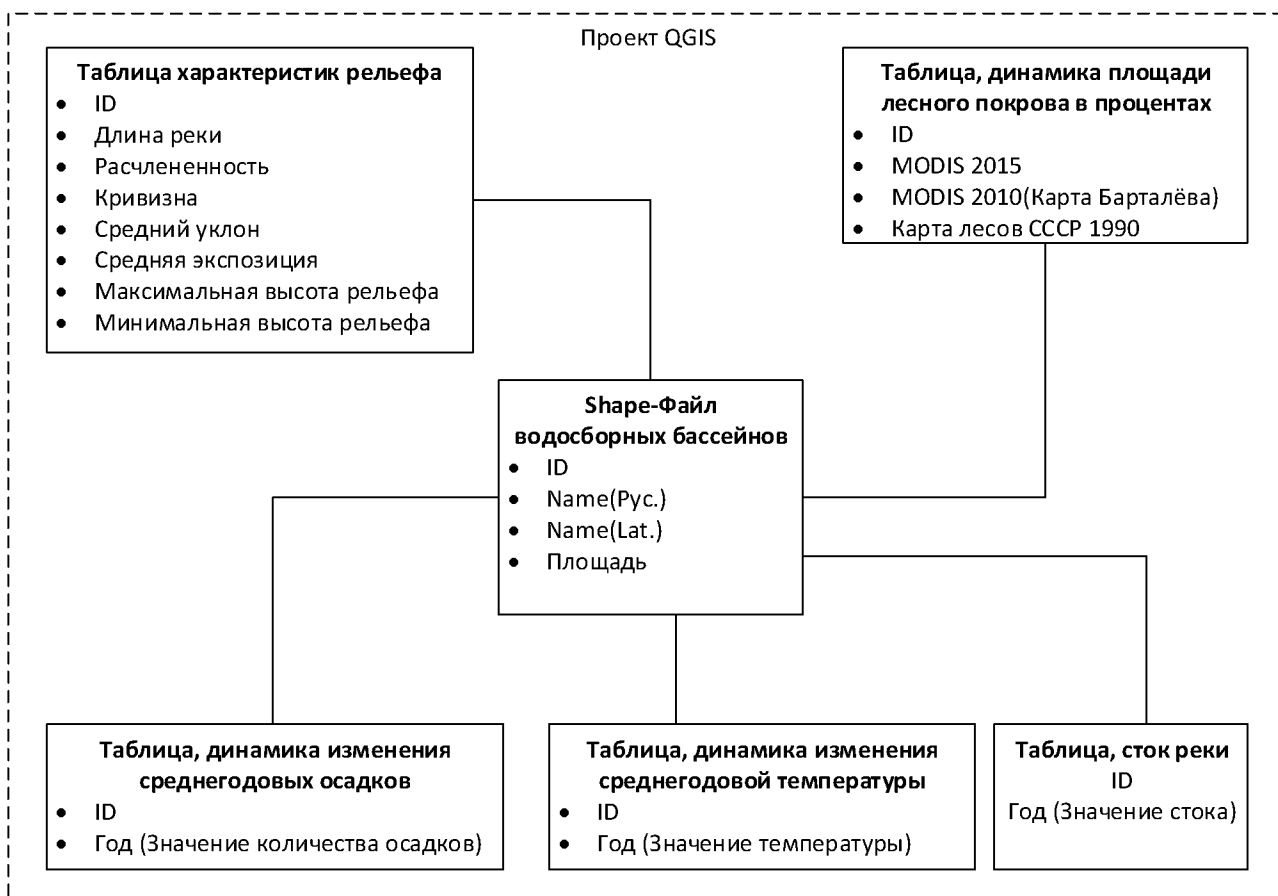 Проект QGIS
Таблица характеристик рельефа
• ID
• Длина реки
• Расчлененность
• Кривизна
• Средний уклон
• Средняя экспозиция
• Максимальная высота рельефа
• Минимальная высота рельефа
Таблица, динамика площади
лесного покрова в процентах
• ID
• MODIS 2015
• MODIS 2010(Карта Барталёва)
• Карта лесов СССР 1990
Shape-Файл
водосборных бассейнов
• ID
• Name(Рус.)
• Name(Lat.)
• Площадь
Таблица, динамика изменения
среднегодовых осадков
• ID
• Год (Значение количества осадков)
Таблица, динамика изменения
среднегодовой температуры
• ID
• Год (Значение температуры)
Таблица, сток реки
ID
Год (Значение стока)